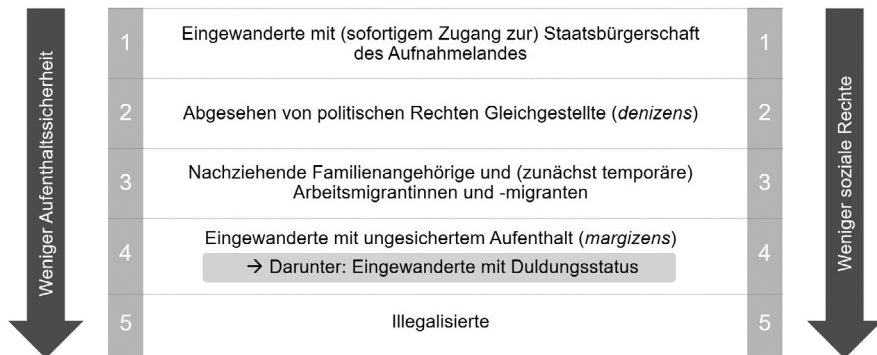 Weniger Aufenthaltssicherheit
1
Eingewanderte mit (sofortigem Zugang zur) Staatsbürgerschaft
des Aufnahmelandes
1
2
Abgesehen von politischen Rechten Gleichgestellte (denizens)
2
3
Nachziehende Familienangehörige und (zunächst temporäre)
Arbeitsmigrantinnen und -migranten
3
4
Eingewanderte mit ungesichertem Aufenthalt (margizens)
→ Darunter: Eingewanderte mit Duldungsstatus
4
5
Illegalisierte
5
Weniger soziale Rechte